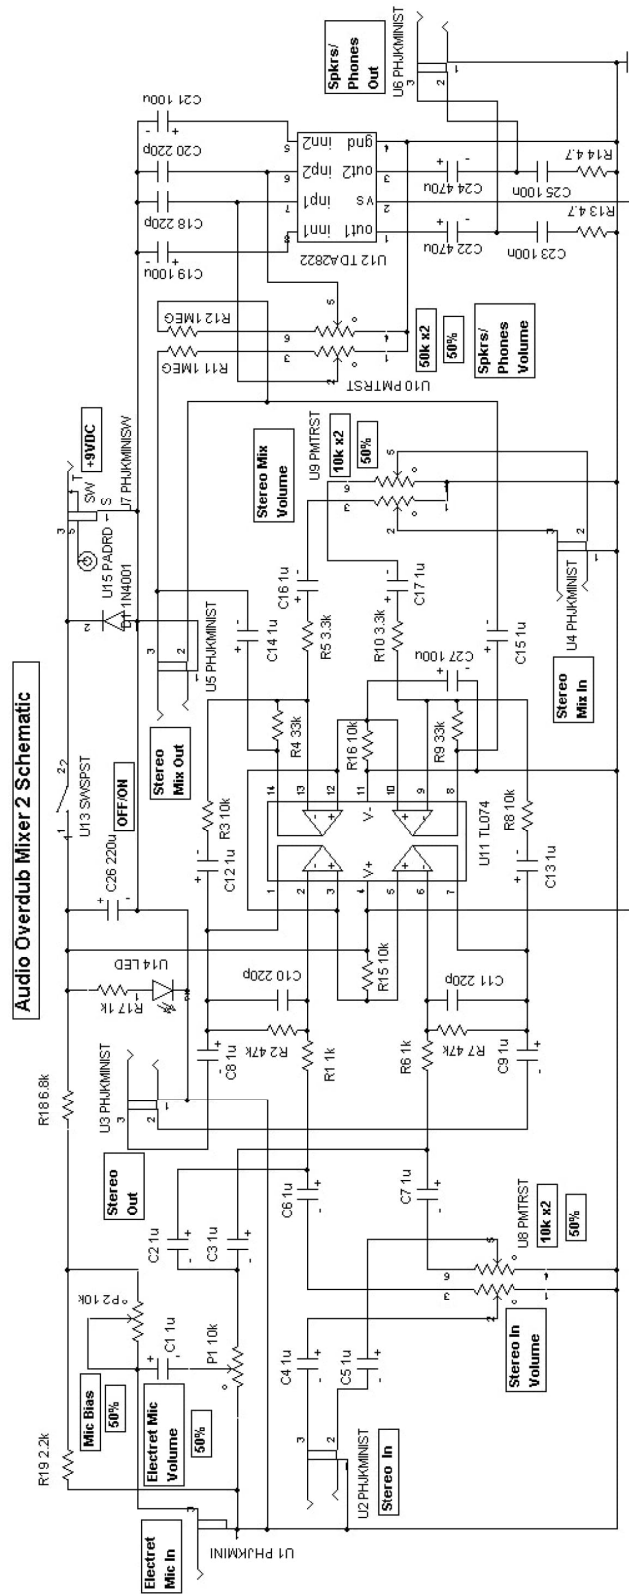 Audio Overdub Mixer 2 Schematic
R19 2.2k
R18 6.8k
Mic Bias
50%
P2 10k
C1 1u
Electret Mic
Volume
50%
P1 10k
Electret
Mic In
U1 PHJKMINI
C2 1u
C3 1u
Stereo
Out
U3 PHJKMINIST
R17 1k
U14 LED
C26 220u
OFF/ON
U13 SWSPST
D1 1N4001
U15 PADRD
SW
T
S
+9VDC
U7 PHJKMINISW
Stereo
Mix Out
U5 PHJKMINIST
C8 1u
R2 47k
C10 220p
R1 1k
C12 1u
R3 10k
R4 33k
C14 1u
R5 3.3k
C16 1u
Stereo Mix
Volume
U9 PMTRST
10k x2
50%
R15 10k
R16 10k
V+
V-
U11 TL074
C27 100u
R10 3.3k
C17 1u
R9 33k
C15 1u
R6 1k
R7 47k
C11 220p
C9 1u
C13 1u
R8 10k
C6 1u
C7 1u
C4 1u
C5 1u
U2 PHJKMINIST
Stereo In
U8 PMTRST
10k x2
50%
Stereo In
Volume
Stereo
Mix In
U4 PHJKMINIST
R11 1MEG
R12 1MEG
U10 PMTRST
50k x2
50%
Spkrs/
Phones
Volume
C19 100u
C18 220p
C20 220p
C21 100u
inn1
inp1
inp2
inn2
out1
vs
out2
gnd
U12 TDA2822
C22 470u
C24 470u
C23 100n
C25 100n
R13 4.7
R14 4.7
Spkrs/
Phones
Out
U6 PHJKMINIST